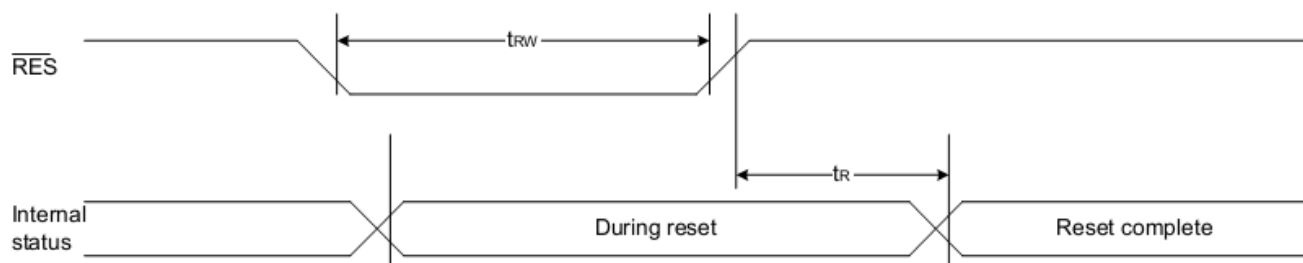 tRW
RES
tR
Internal
status
During reset
Reset complete